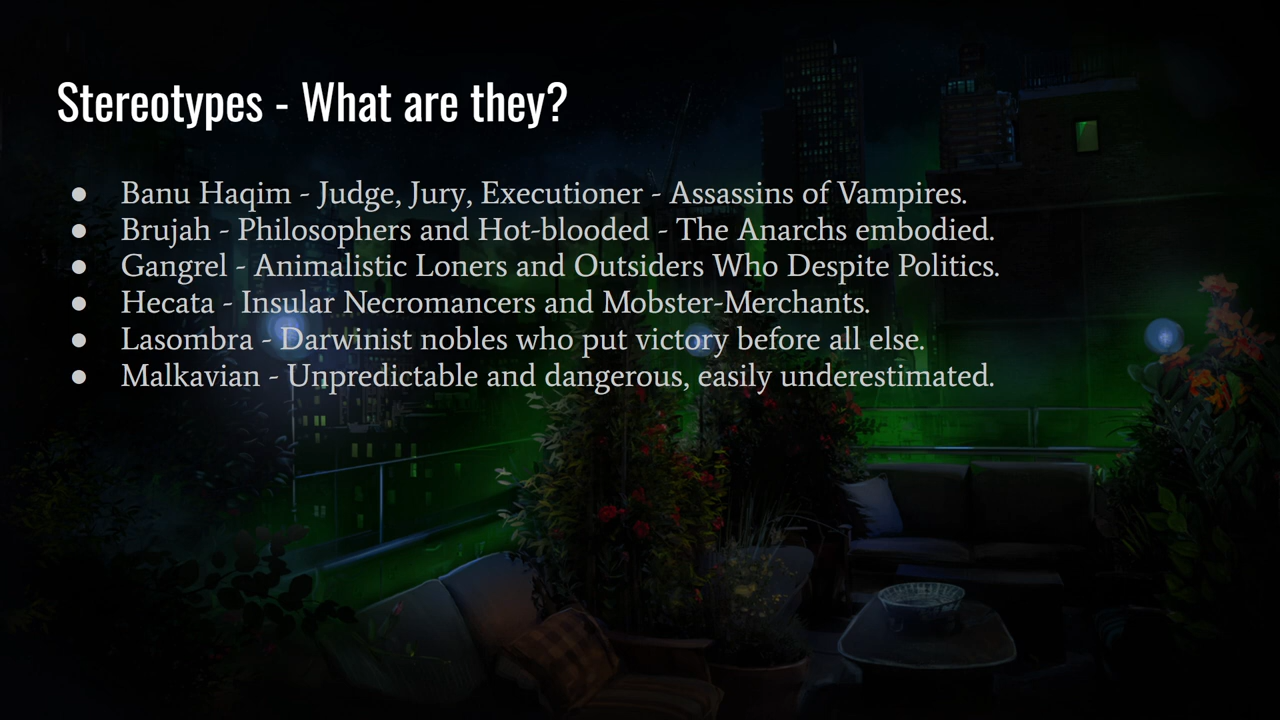 Stereotypes - What are they?
● Banu Haqim - Judge, Jury, Executioner - Assassins of Vampires.
● Brujah - Philosophers and Hot-blooded - The Anarchs embodied.
● Gangrel - Animalistic Loners and Outsiders Who Despite Politics.
● Hecata - Insular Necromancers and Mobster-Merchants.
● Lasombra - Darwinist nobles who put victory before all else.
● Malkavian - Unpredictable and dangerous, easily underestimated.